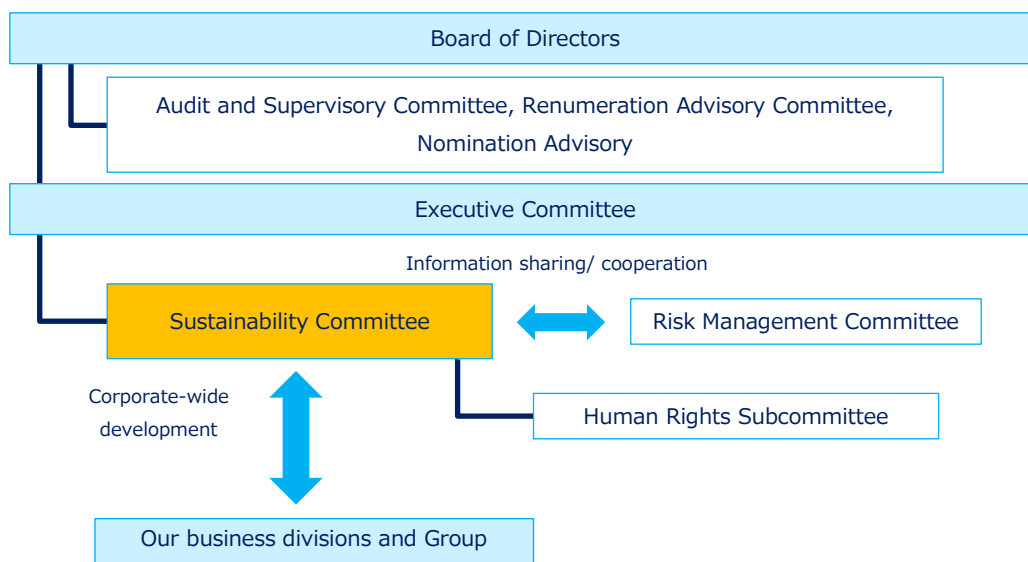 Board of Directors
Audit and Supervisory Committee, Renumeration Advisory Committee,
Nomination Advisory
Executive Committee
Information sharing/ cooperation
Sustainability Committee
Risk Management Committee
Corporate-wide
development
Human Rights Subcommittee
Our business divisions and Group